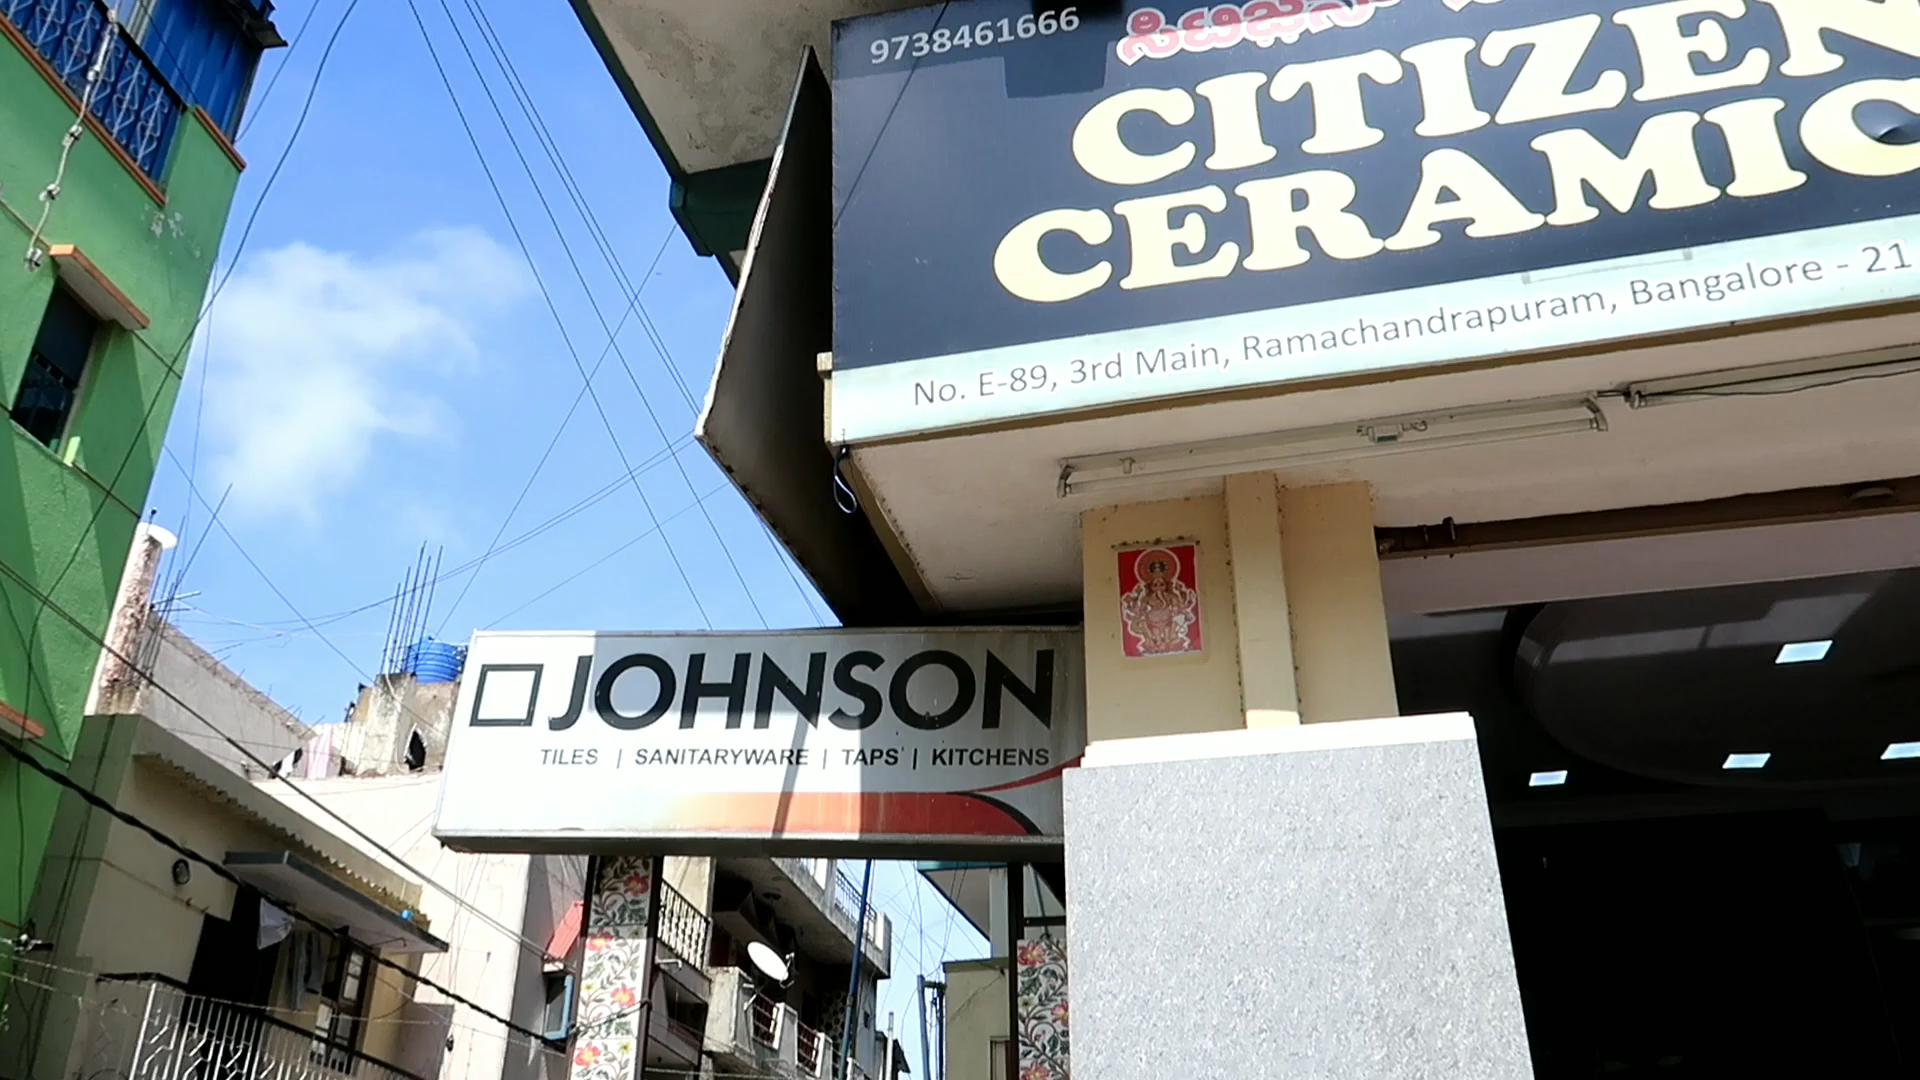 9738461666
CITIZEN
CERAMIC
No. E-89, 3rd Main, Ramachandrapuram, Bangalore - 21
JOHNSON
TILES | SANITARYWARE | TAPS | KITCHENS